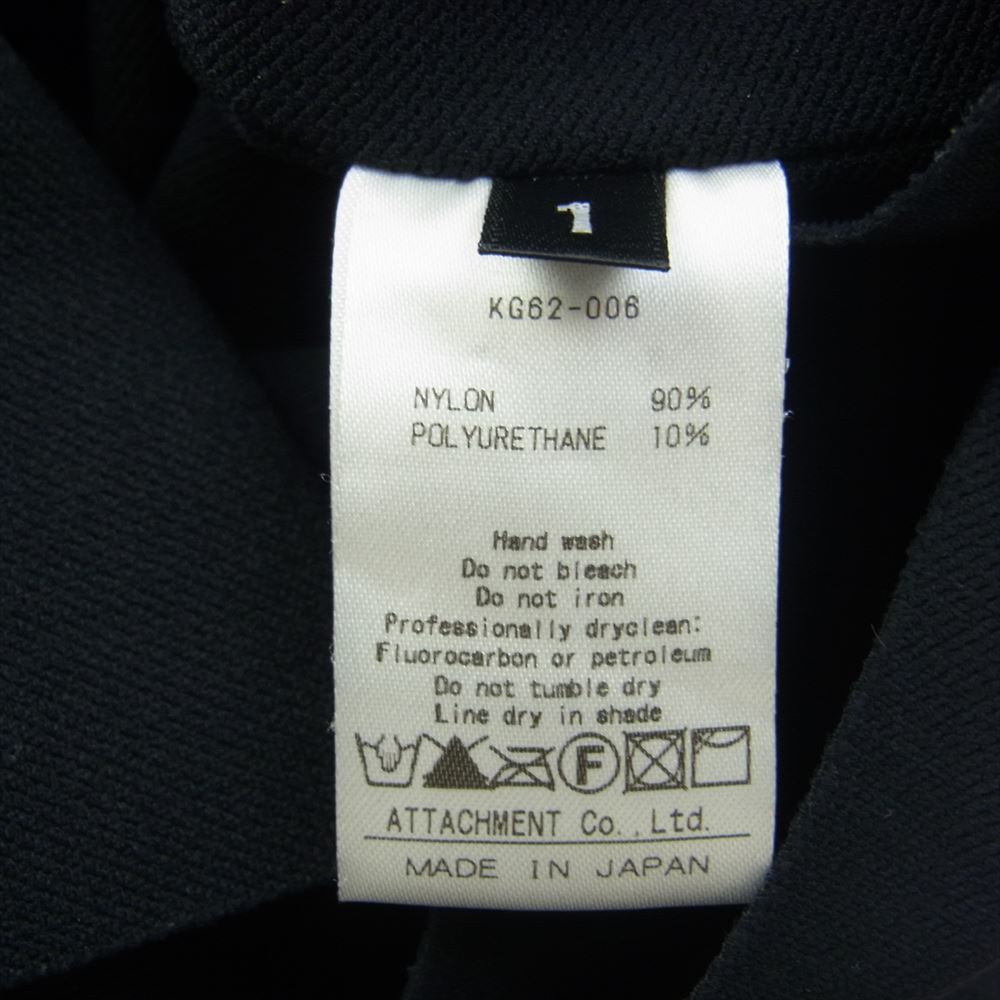 1
KG62-006
NYLON 90%
POLYURETHANE 10%
Hand wash
Do not bleach
Do not iron
Professionally dryclean:
Fluorocarbon or petroleum
Do not tumble dry
Line dry in shade
F
ATTACHMENT Co.,Ltd.
MADE IN JAPAN